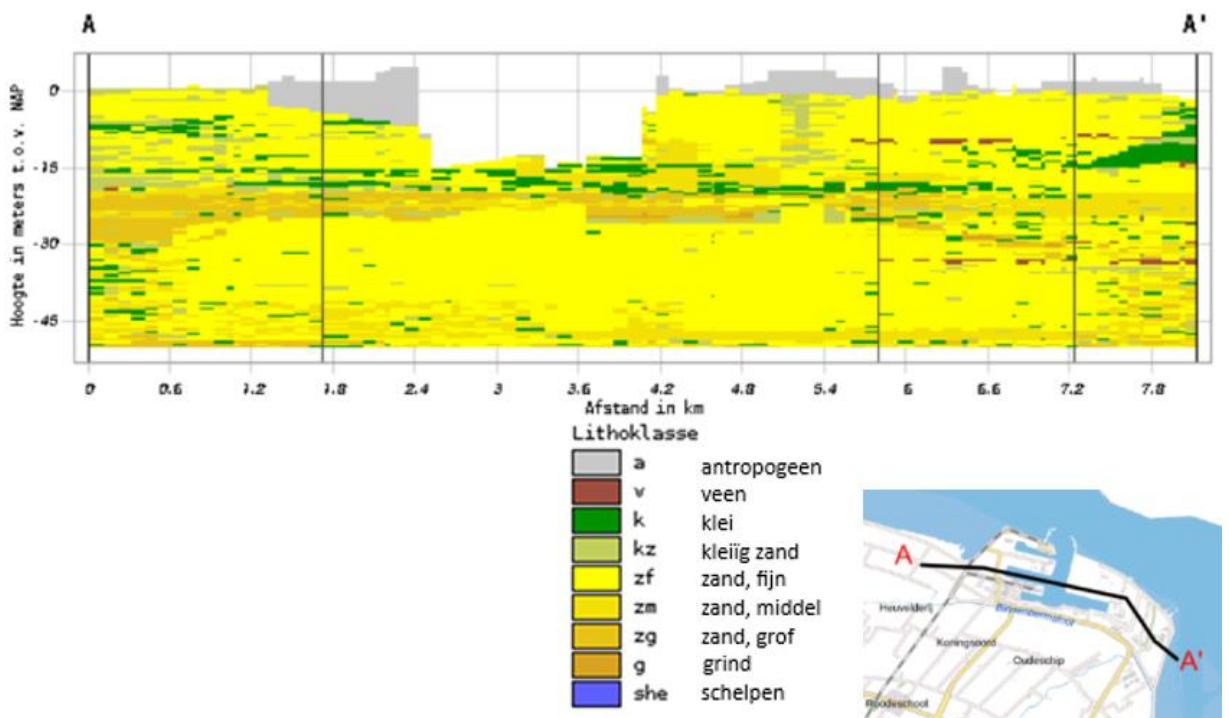 A A'
Hoogte in meters t.o.v. NAP
0
-15
-30
-45
0 0.6 1.2 1.8 2.4 3 3.6 4.2 4.8 5.4 6 6.6 7.2 7.8
Afstand in km
Lithoklasse
a antropogeen
v veen
k klei
kz kleiïg zand
zf zand, fijn
zm zand, middel
zg zand, grof
g grind
she schelpen
A
Heuvelderij
Koningsoord
Oudeschip
A'
Roodeschool